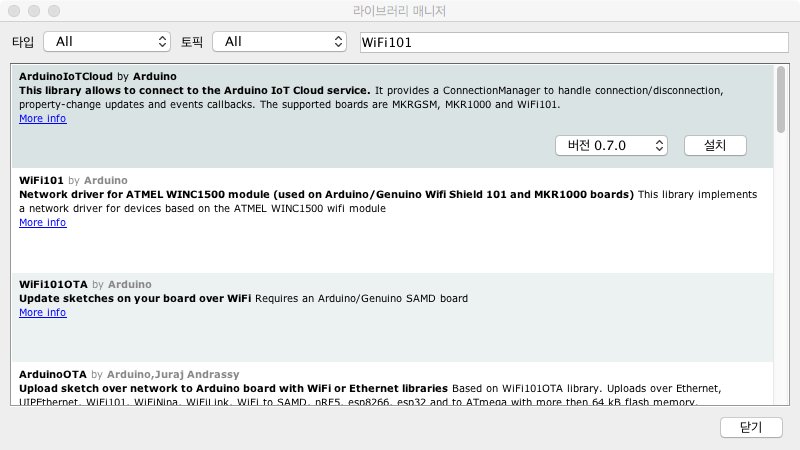 라이브러리 매니저
타입 All 토픽 All WiFi101
ArduinoIoTCloud by Arduino
This library allows to connect to the Arduino IoT Cloud service. It provides a ConnectionManager to handle connection/disconnection,
property-change updates and events callbacks. The supported boards are MKRGSM, MKR1000 and WiFi101.
More info
버전 0.7.0 설치
WiFi101 by Arduino
Network driver for ATMEL WINC1500 module (used on Arduino/Genuino Wifi Shield 101 and MKR1000 boards) This library implements
a network driver for devices based on the ATMEL WINC1500 wifi module
More info
WiFi101OTA by Arduino
Update sketches on your board over WiFi Requires an Arduino/Genuino SAMD board
More info
ArduinoOTA by Arduino,Juraj Andrassy
Upload sketch over network to Arduino board with WiFi or Ethernet libraries Based on WiFi101OTA library. Uploads over Ethernet,
UIPEthernet, WiFi101, WiFiNina, WiFiLink, WiFi to SAMD, nRF5, esp8266, esp32 and to ATmega with more then 64 kB flash memory.
닫기